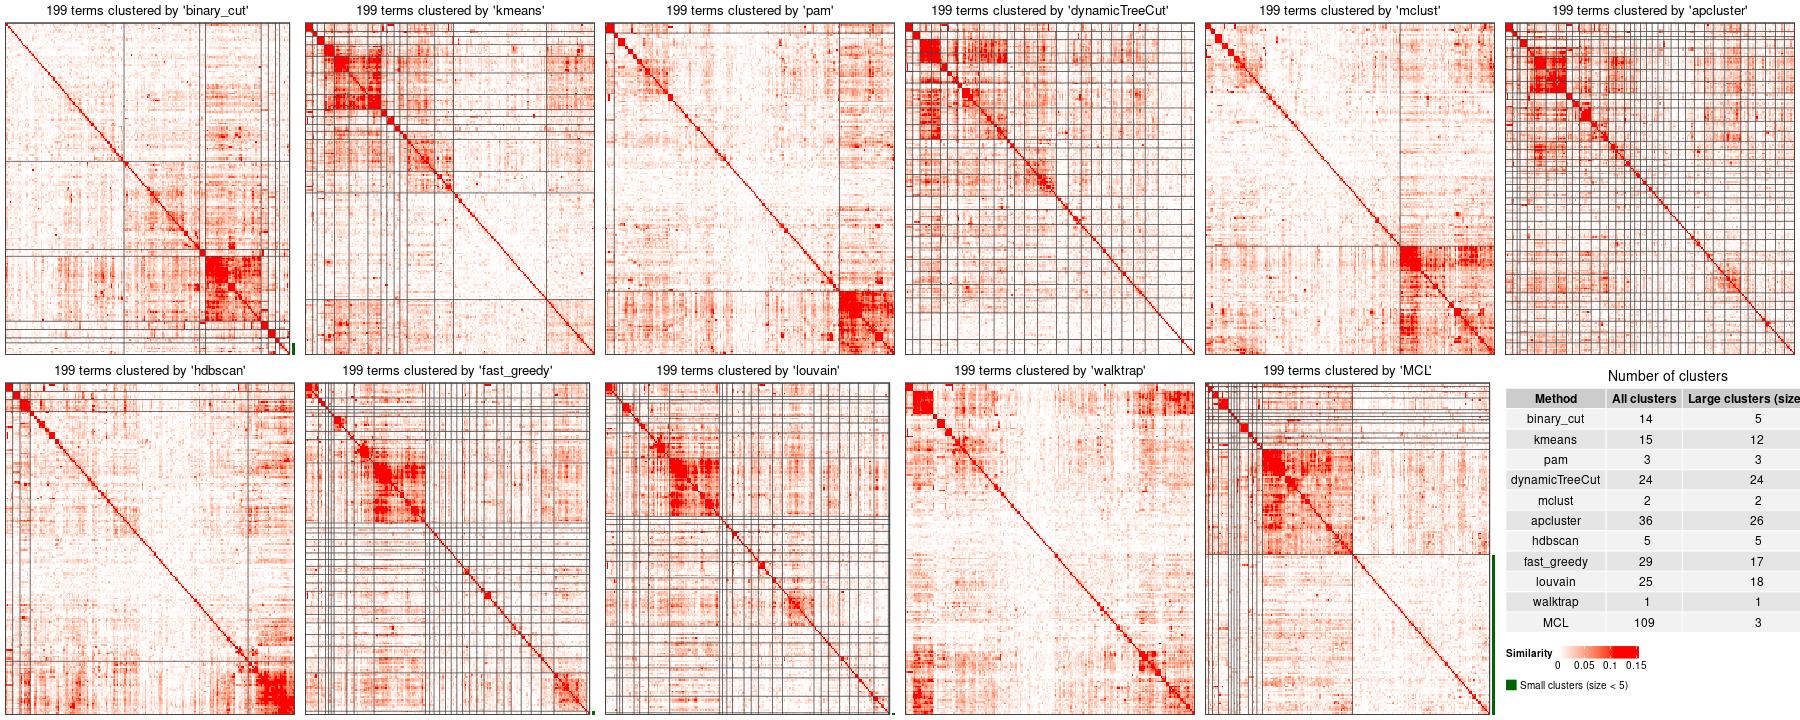 199 terms clustered by 'binary_cut'
199 terms clustered by 'kmeans'
199 terms clustered by 'pam'
199 terms clustered by 'dynamicTreeCut'
199 terms clustered by 'mclust'
199 terms clustered by 'apcluster'
199 terms clustered by 'hdbscan'
199 terms clustered by 'fast_greedy'
199 terms clustered by 'louvain'
199 terms clustered by 'walktrap'
199 terms clustered by 'MCL'
Number of clusters
Method All clusters Large clusters (size
binary_cut 14 5
kmeans 15 12
pam 3 3
dynamicTreeCut 24 24
mclust 2 2
apcluster 36 26
hdbscan 5 5
fast_greedy 29 17
louvain 25 18
walktrap 1 1
MCL 109 3
Similarity
0 0.05 0.1 0.15
Small clusters (size < 5)